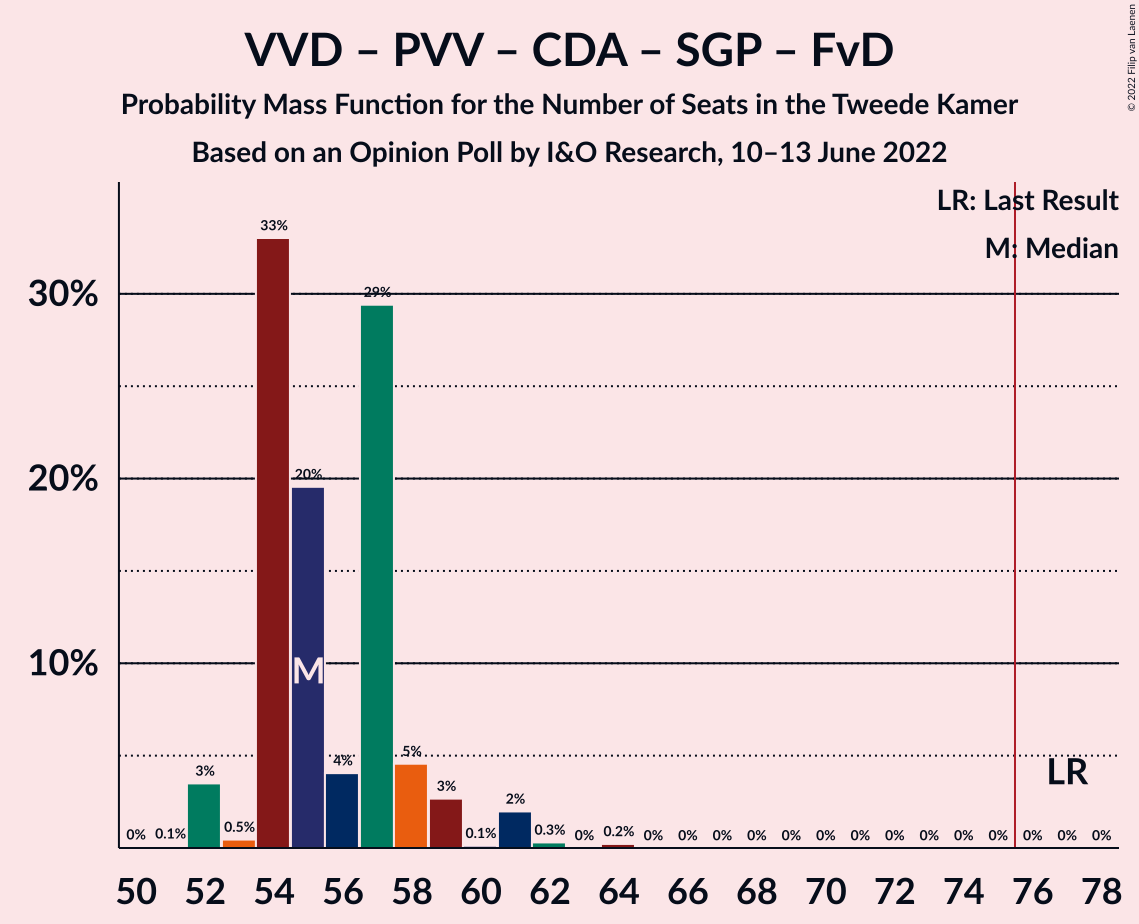 VVD – PVV – CDA – SGP – FvD
Probability Mass Function for the Number of Seats in the Tweede Kamer
Based on an Opinion Poll by I&O Research, 10–13 June 2022
© 2022 Filip van Laenen
LR: Last Result
M: Median
30%
20%
10%
0% 0.1% 3% 0.5% 33% 20% 4% 29% 5% 3% 0.1% 2% 0.3% 0% 0.2% 0% 0% 0% 0% 0% 0% 0% 0% 0% 0% 0% 0% 0% 0%
M
LR
50 52 54 56 58 60 62 64 66 68 70 72 74 76 78